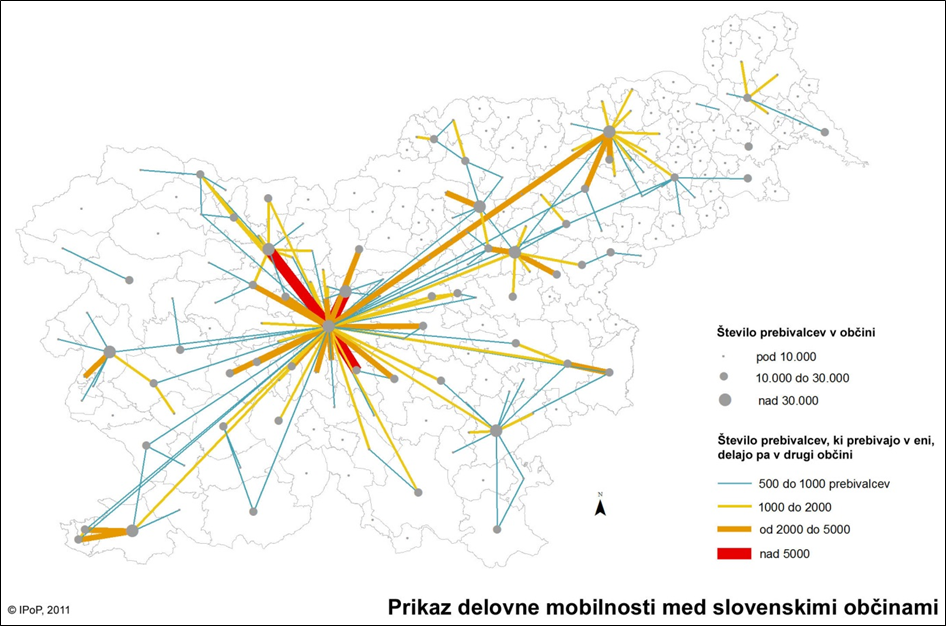 Število prebivalcev v občini
pod 10.000
10.000 do 30.000
nad 30.000
Število prebivalcev, ki prebivajo v eni,
delajo pa v drugi občini
500 do 1000 prebivalcev
1000 do 2000
od 2000 do 5000
nad 5000
N
© IPoP, 2011
Prikaz delovne mobilnosti med slovenskimi občinami